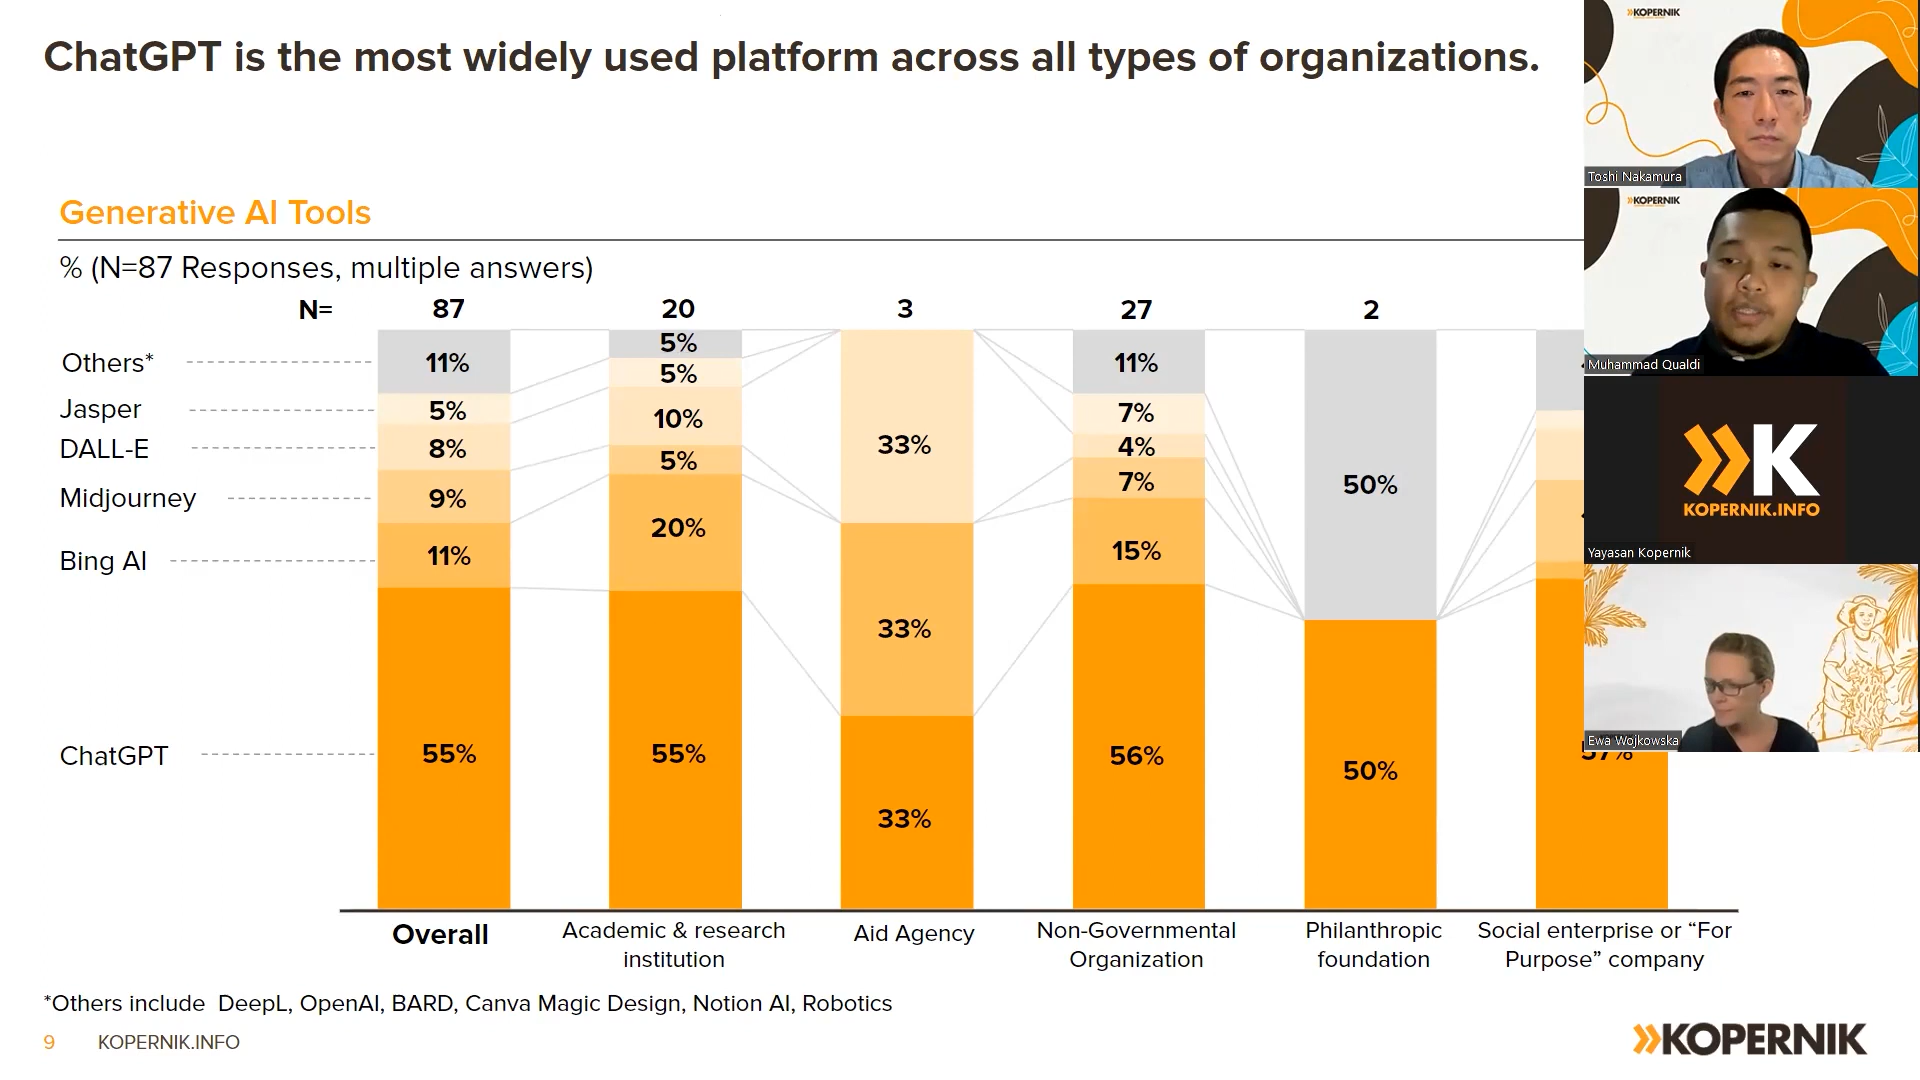 ChatGPT is the most widely used platform across all types of organizations.
Generative AI Tools
% (N=87 Responses, multiple answers)
N= 87 20 3 27 2
Others* 11% 5% 11%
Jasper 5% 5% 7%
DALL-E 8% 10% 33% 4%
Midjourney 9% 5% 7% 50%
Bing AI 11% 20% 33% 15%
ChatGPT 55% 55% 33% 56% 50%
Overall
Academic & research
institution
Aid Agency
Non-Governmental
Organization
Philanthropic
foundation
Social enterprise or “For
Purpose” company
*Others include DeepL, OpenAI, BARD, Canva Magic Design, Notion AI, Robotics
9 KOPERNIK.INFO
KOPERNIK
KOPERNIK
Toshi Nakamura
KOPERNIK
Muhammad Qualdi
K
KOPERNIK.INFO
Yayasan Kopernik
Ewa Wojkowska